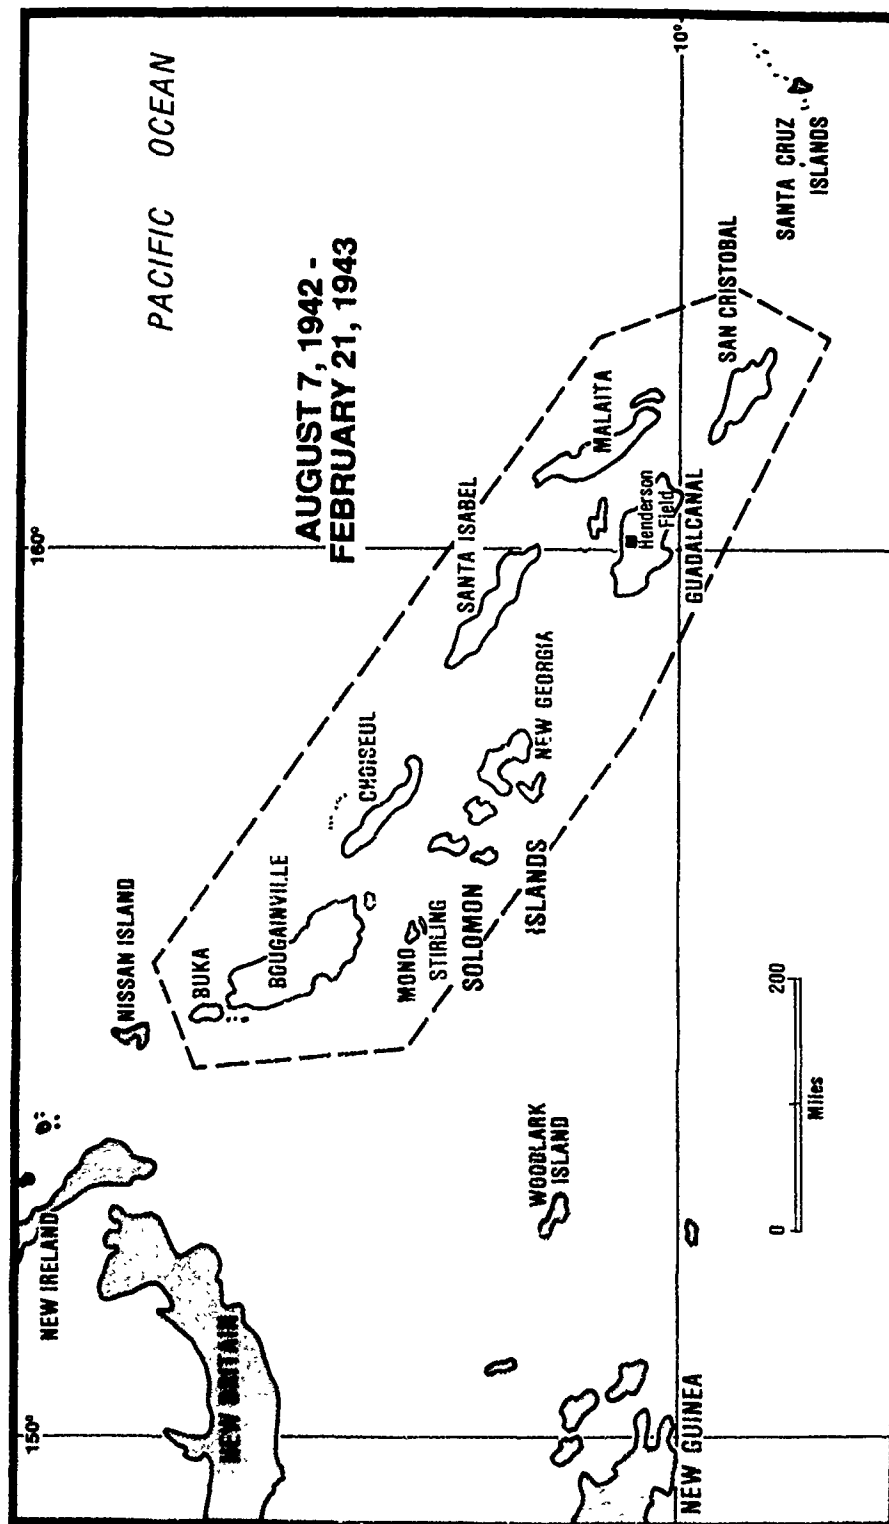 PACIFIC OCEAN
150°
160°
AUGUST 7, 1942 -
FEBRUARY 21, 1943
NEW IRELAND
NISSAN ISLAND
BUKA
NEW BRITAIN
BOUGAINVILLE
CHOISEUL
SANTA ISABEL
MALAITA
MONO
STIRLING
SOLOMON
ISLANDS
NEW GEORGIA
Henderson
Field
GUADALCANAL
SAN CRISTOBAL
10°
WOODLARK
ISLAND
NEW GUINEA
SANTA CRUZ
ISLANDS
0
200
Miles